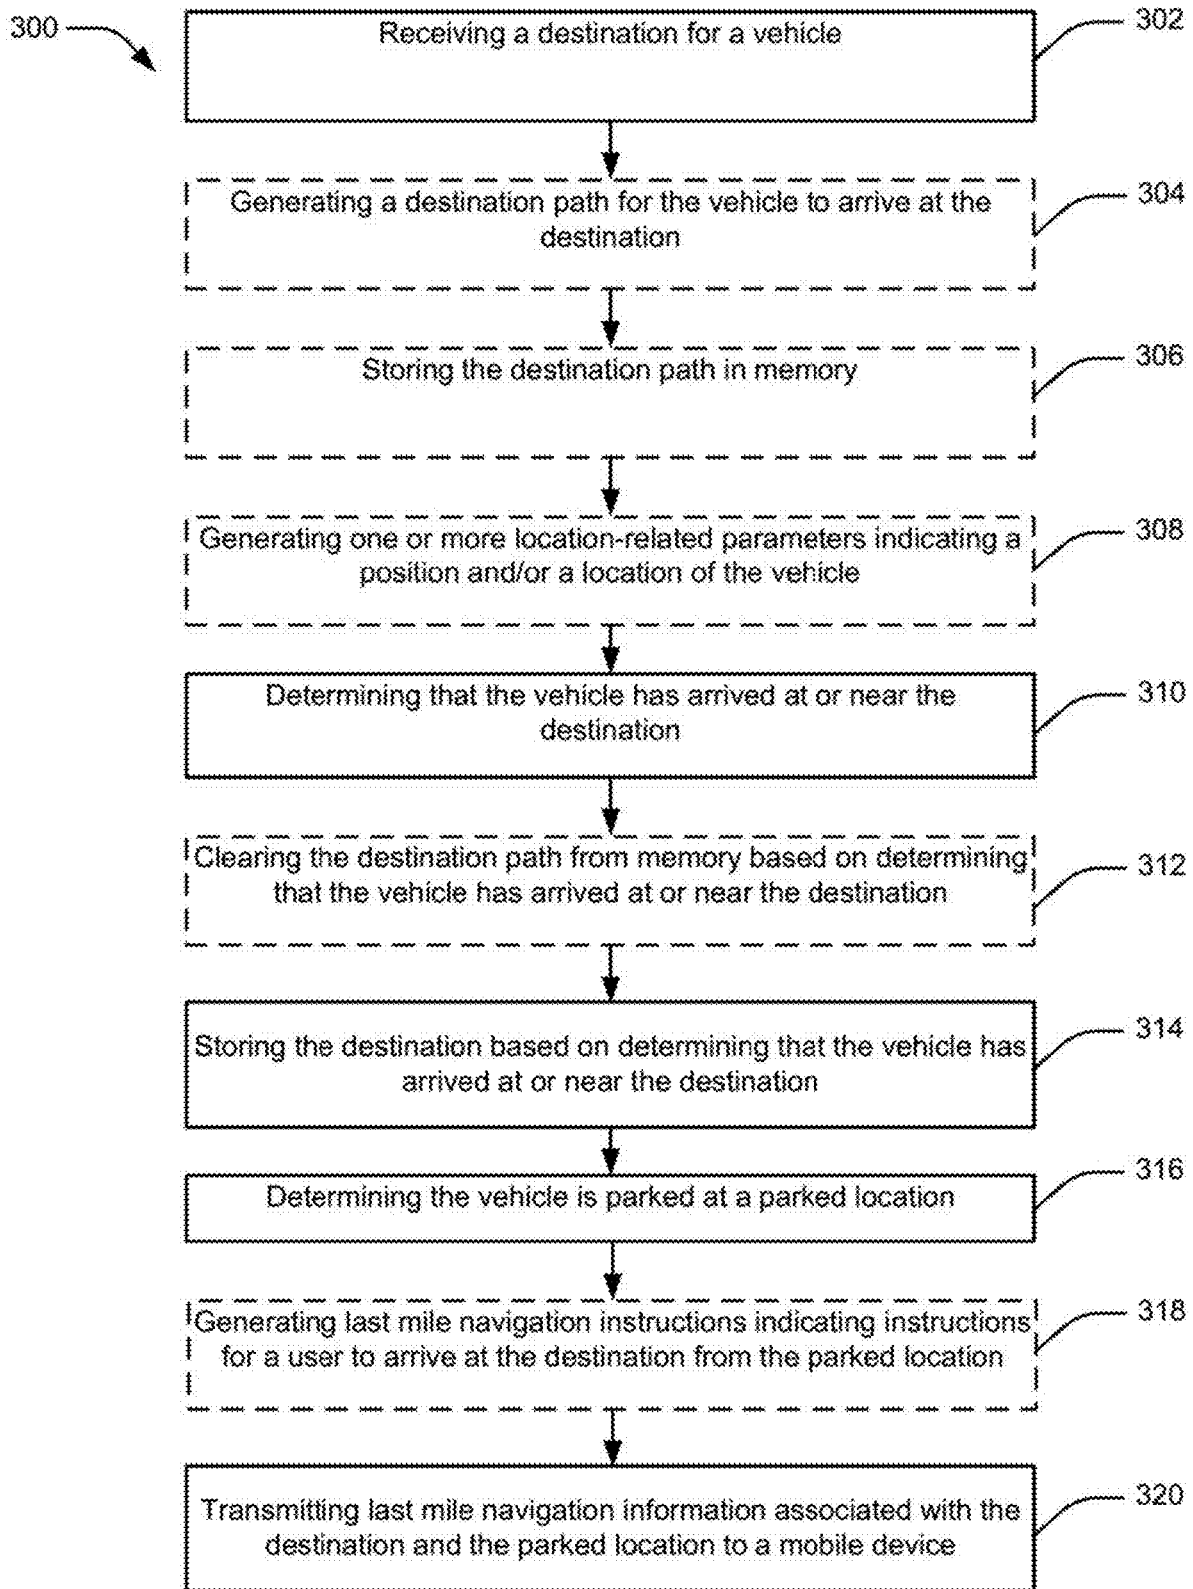 300
Receiving a destination for a vehicle
302
Generating a destination path for the vehicle to arrive at the
destination
304
Storing the destination path in memory
306
Generating one or more location-related parameters indicating a
position and/or a location of the vehicle
308
Determining that the vehicle has arrived at or near the
destination
310
Clearing the destination path from memory based on determining
that the vehicle has arrived at or near the destination
312
Storing the destination based on determining that the vehicle has
arrived at or near the destination
314
Determining the vehicle is parked at a parked location
316
Generating last mile navigation instructions indicating instructions
for a user to arrive at the destination from the parked location
318
Transmitting last mile navigation information associated with the
destination and the parked location to a mobile device
320